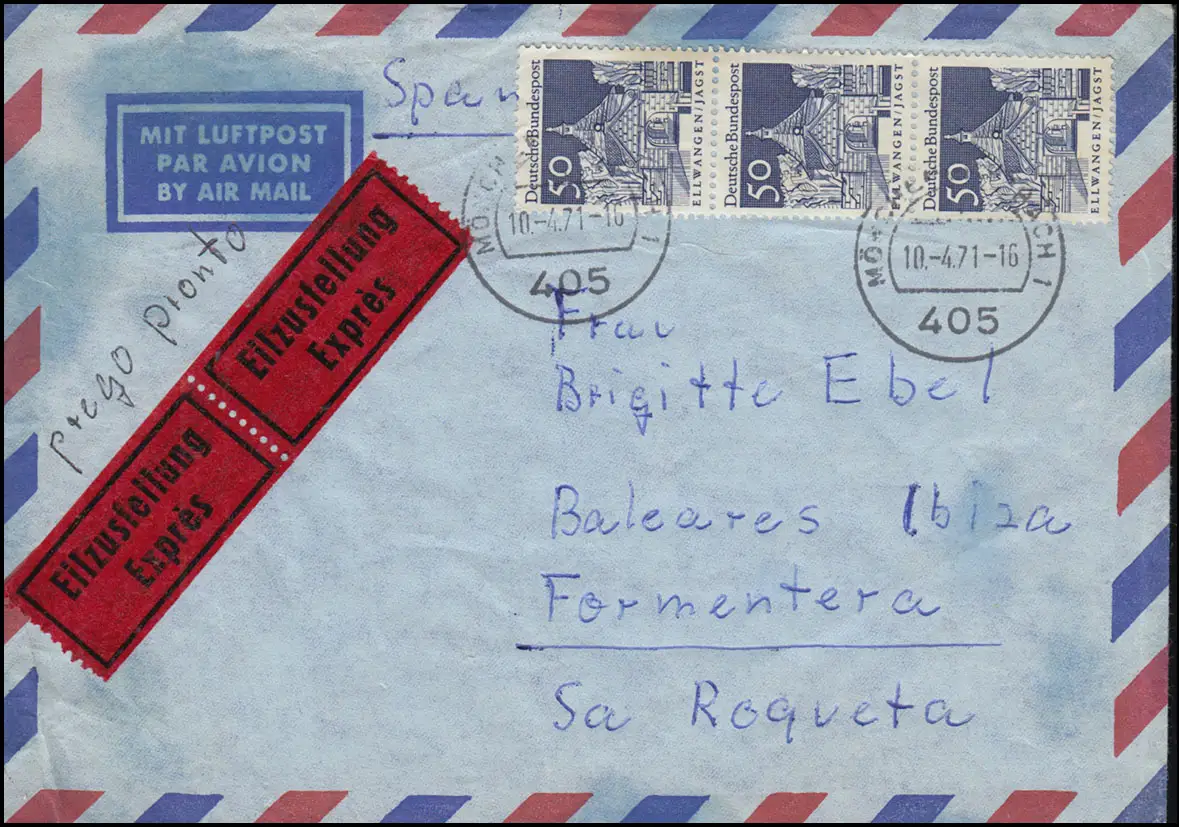 MIT LUFTPOST
PAR AVION
BY AIR MAIL
prego pronto
Eilzustellung
Exprès
Eilzustellung
Exprès
Deutsche Bundespost
50
ELLWANGEN/JAGST
Deutsche Bundespost
50
ELLWANGEN/JAGST
Deutsche Bundespost
50
ELLWANGEN/JAGST
10.-4.71-16
405
10.-4.71-16
405
Frau
Brigitte Ebel
Baleares Ibiza
Formentera
Sa Roqueta